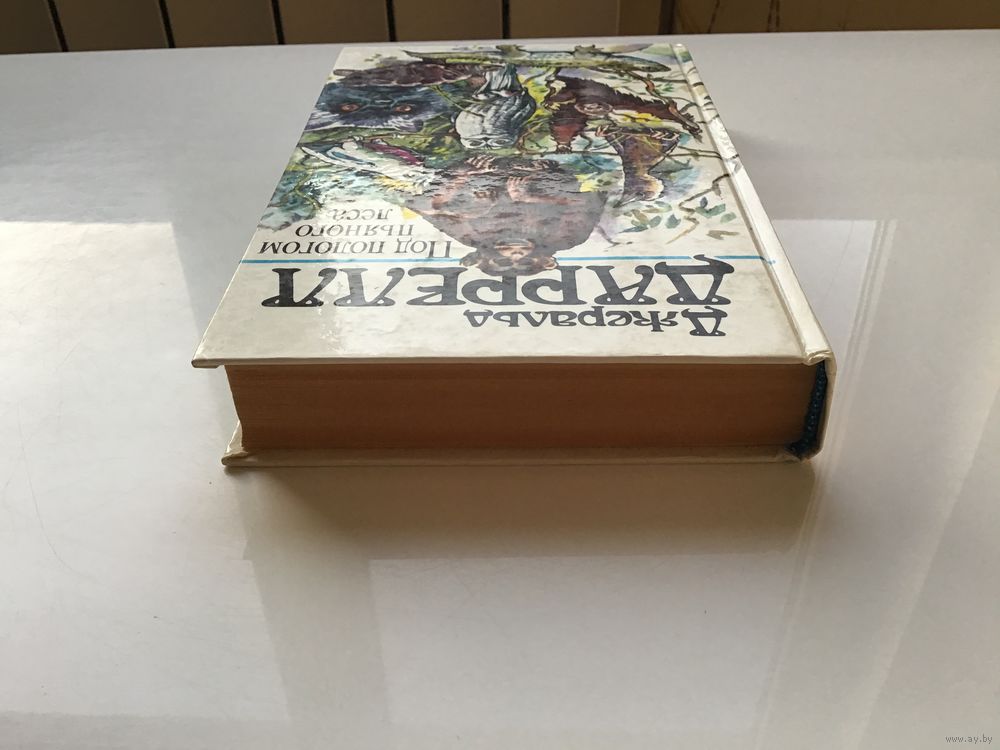 Джеральд
ДАРРЕЛЛ
Под пологом
пьяного
леса
www.ay.by